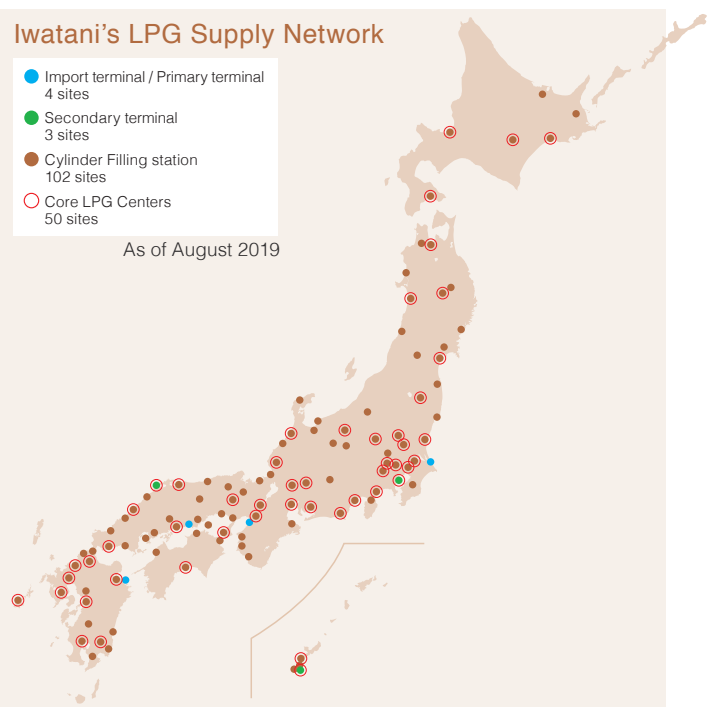 Iwatani’s LPG Supply Network
Import terminal / Primary terminal
4 sites
Secondary terminal
3 sites
Cylinder Filling station
102 sites
Core LPG Centers
50 sites
As of August 2019